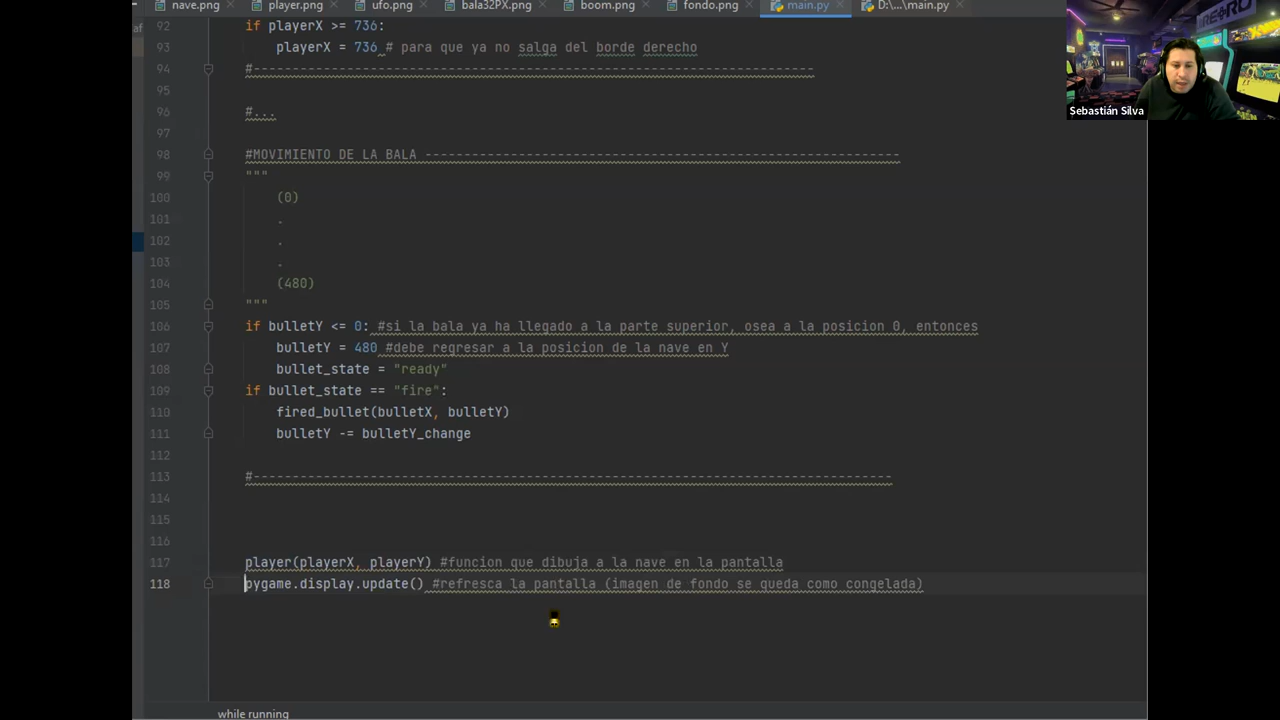 nave.png player.png ufo.png bala32PX.png boom.png fondo.png main.py D:\...\main.py
92 if playerX >= 736:
93 playerX = 736 # para que ya no salga del borde derecho
94 #------------------------------------------------------------------------
95
96 #...
97
98 #MOVIMIENTO DE LA BALA -------------------------------------------------------------
99 """
100 (0)
101 .
102 .
103 .
104 (480)
105 """
106 if bulletY <= 0: #si la bala ya ha llegado a la parte superior, osea a la posicion 0, entonces
107 bulletY = 480 #debe regresar a la posicion de la nave en Y
108 bullet_state = "ready"
109 if bullet_state == "fire":
110 fired_bullet(bulletX, bulletY)
111 bulletY -= bulletY_change
112
113 #----------------------------------------------------------------------------------
114
115
116
117 player(playerX, playerY) #funcion que dibuja a la nave en la pantalla
118 pygame.display.update() #refresca la pantalla (imagen de fondo se queda como congelada)
while running
RETRO
Sebastián Silva